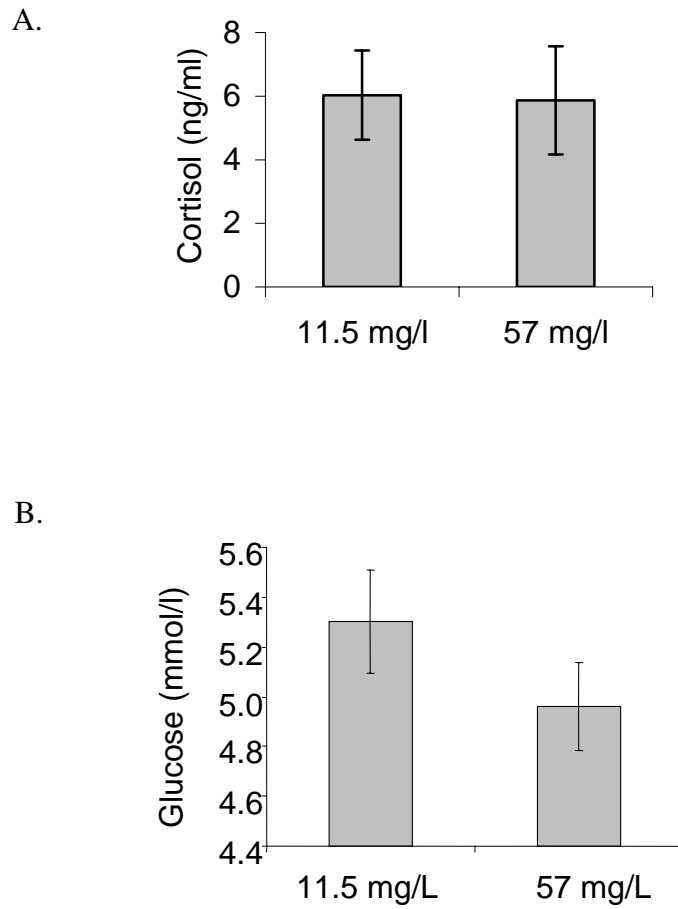 A.
Cortisol (ng/ml)
8
6
4
2
0
11.5 mg/l 57 mg/l
B.
Glucose (mmol/l)
5.6
5.4
5.2
5.0
4.8
4.6
4.4
11.5 mg/L 57 mg/L